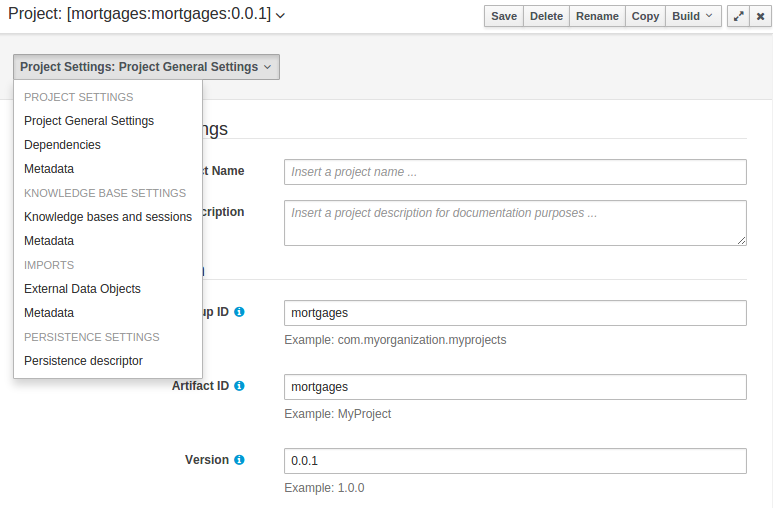 Project: [mortgages:mortgages:0.0.1]
Save Delete Rename Copy Build
Project Settings: Project General Settings
PROJECT SETTINGS
Project General Settings
Dependencies
Metadata
KNOWLEDGE BASE SETTINGS
Knowledge bases and sessions
Metadata
IMPORTS
External Data Objects
Metadata
PERSISTENCE SETTINGS
Persistence descriptor
ngs
ct Name Insert a project name ...
cription Insert a project description for documentation purposes ...
up ID mortgages
Example: com.myorganization.myprojects
Artifact ID mortgages
Example: MyProject
Version 0.0.1
Example: 1.0.0